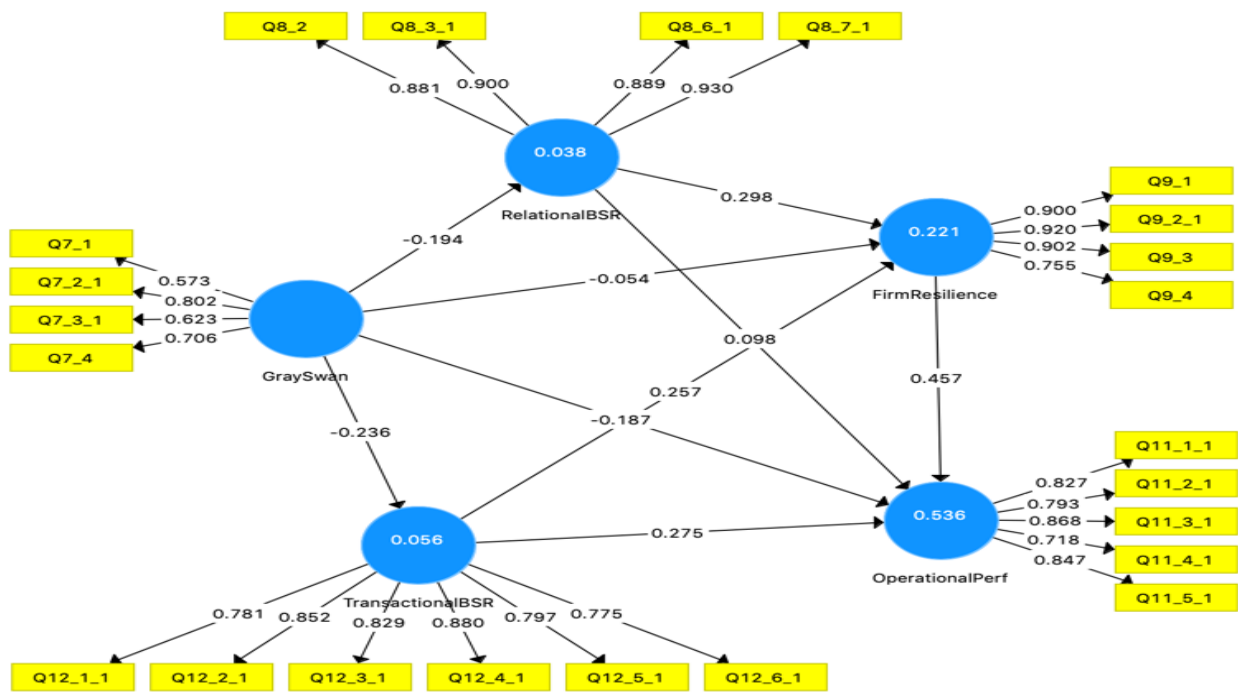 Q8_2 Q8_3_1 Q8_6_1 Q8_7_1
0.881 0.900 0.889 0.930
0.038
RelationalBSR
0.298
-0.194
Q9_1
Q9_2_1
Q9_3
Q9_4
0.900
0.920
0.902
0.755
0.221
FirmResilience
Q7_1
Q7_2_1
Q7_3_1
Q7_4
0.573
0.802
0.623
0.706
GraySwan
-0.054
0.098
0.257
0.457
-0.187
-0.236
0.275
0.056
TransactionalBSR
0.536
OperationalPerf
Q11_1_1
Q11_2_1
Q11_3_1
Q11_4_1
Q11_5_1
0.827
0.793
0.868
0.718
0.847
0.781 0.852 0.829 0.880 0.797 0.775
Q12_1_1 Q12_2_1 Q12_3_1 Q12_4_1 Q12_5_1 Q12_6_1